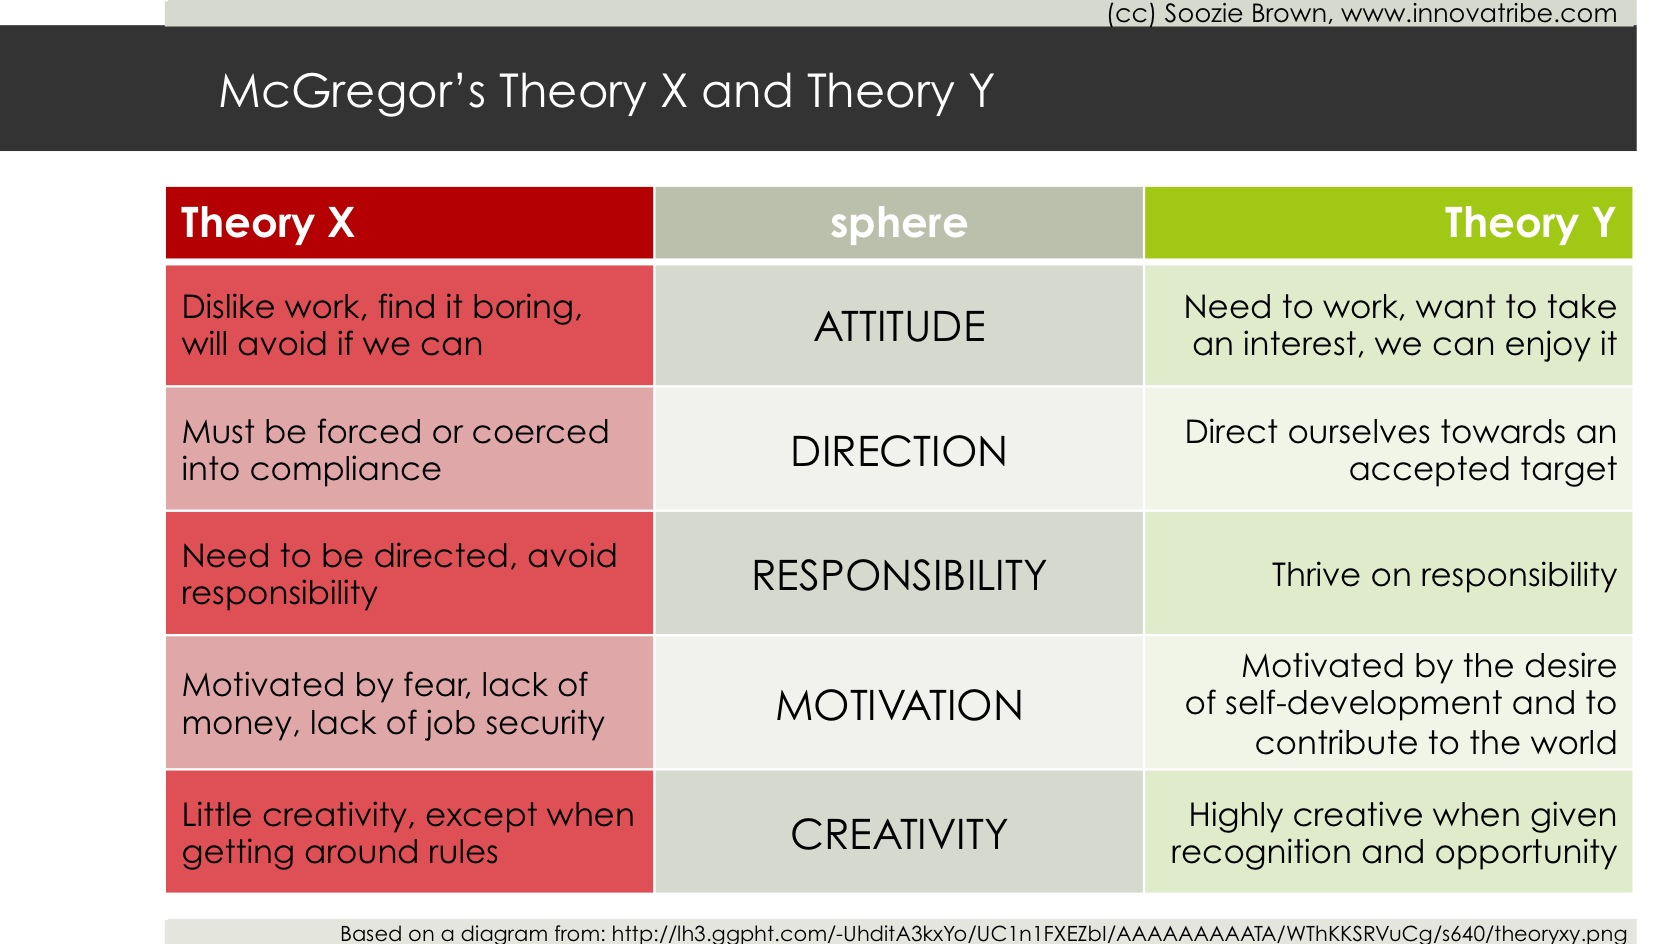 (cc) Soozie Brown, www.innovatribe.com
McGregor’s Theory X and Theory Y
Theory X
sphere
Theory Y
Dislike work, find it boring,
will avoid if we can
ATTITUDE
Need to work, want to take
an interest, we can enjoy it
Must be forced or coerced
into compliance
DIRECTION
Direct ourselves towards an
accepted target
Need to be directed, avoid
responsibility
RESPONSIBILITY
Thrive on responsibility
Motivated by fear, lack of
money, lack of job security
MOTIVATION
Motivated by the desire
of self-development and to
contribute to the world
Little creativity, except when
getting around rules
CREATIVITY
Highly creative when given
recognition and opportunity
Based on a diagram from: http://lh3.ggpht.com/-UhditA3kxYo/UC1n1FXEZbI/AAAAAAAAATA/WThKKSRVuCg/s640/theoryxy.png